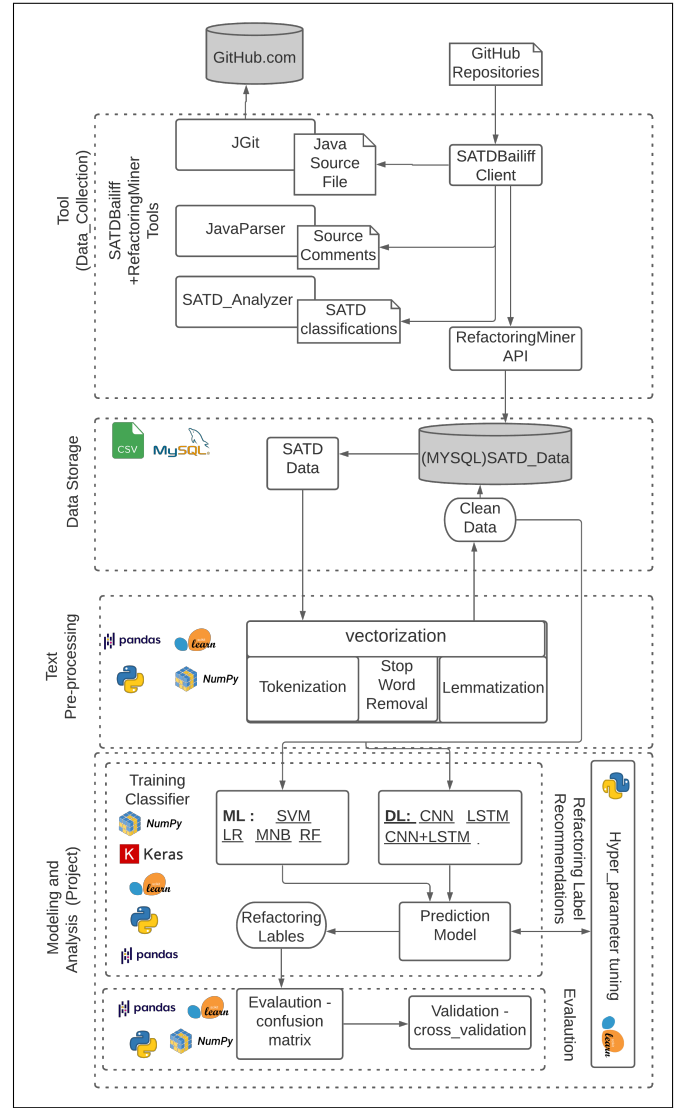 GitHub.com
GitHub
Repositories
Tool
(Data_Collection)
SATDBailiff
+RefactoringMiner
Tools
JGit
Java
Source
File
SATDBailiff
Client
JavaParser
Source
Comments
SATD_Analyzer
SATD
classifications
RefactoringMiner
API
Data Storage
CSV
MySQL®
SATD
Data
(MYSQL)SATD_Data
Clean
Data
Text
Pre-processing
pandas
learn
NumPy
vectorization
Tokenization
Stop
Word
Removal
Lemmatization
Modeling and
Analysis (Project)
Training
Classifier
NumPy
K Keras
learn
pandas
ML : SVM
LR MNB RF
DL: CNN LSTM
CNN+LSTM .
Refactoring
Lables
Prediction
Model
Refactoring Label
Recommendations
Hyper_parameter tuning
learn
Evalaution
pandas
learn
NumPy
Evalaution -
confusion
matrix
Validation -
cross_validation